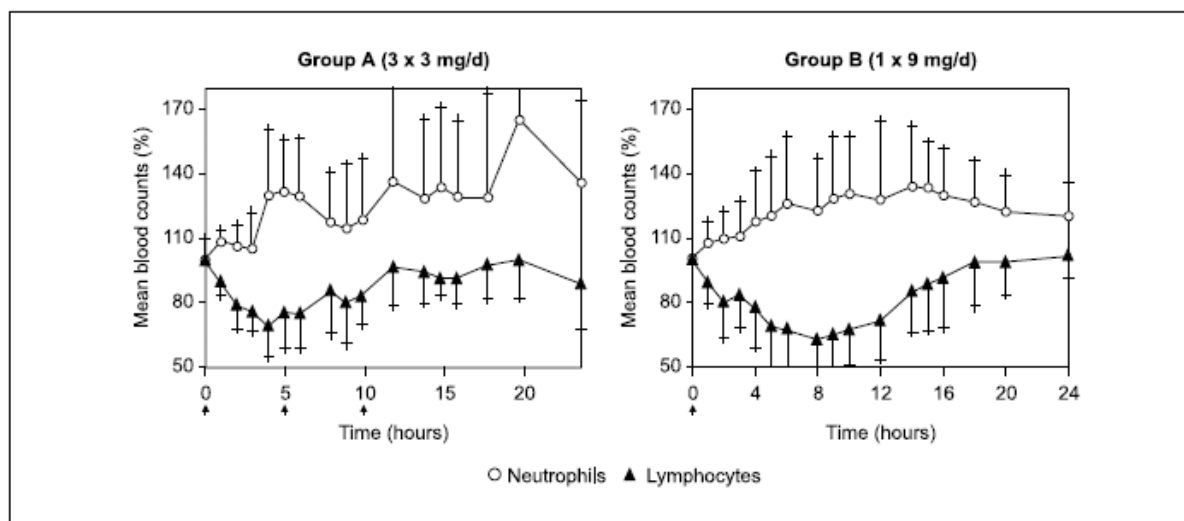 Group A (3 x 3 mg/d)
Group B (1 x 9 mg/d)
Mean blood counts (%)
170
140
110
80
50
0
5
10
15
20
Time (hours)
Mean blood counts (%)
170
140
110
80
50
0
4
8
12
16
20
24
Time (hours)
Neutrophils
Lymphocytes